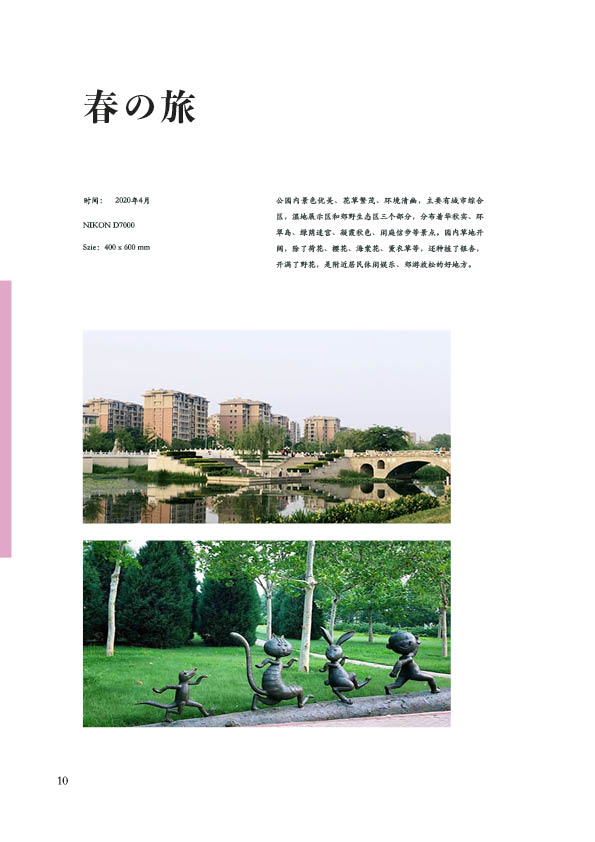 春の旅
时间： 2020年4月
NIKON D7000
Szie：400 x 600 mm
公园内景色优美、花草繁茂、环境清幽，主要有城市综合
区，湿地展示区和郊野生态区三个部分，分布着华秋实、环
翠岛、绿荫迷宫、凝霞秋色、闲庭信步等景点。园内草地开
阔，除了荷花、樱花、海棠花、薰衣草等，还种植了银杏，
开满了野花，是附近居民休闲娱乐、郊游放松的好地方。
10